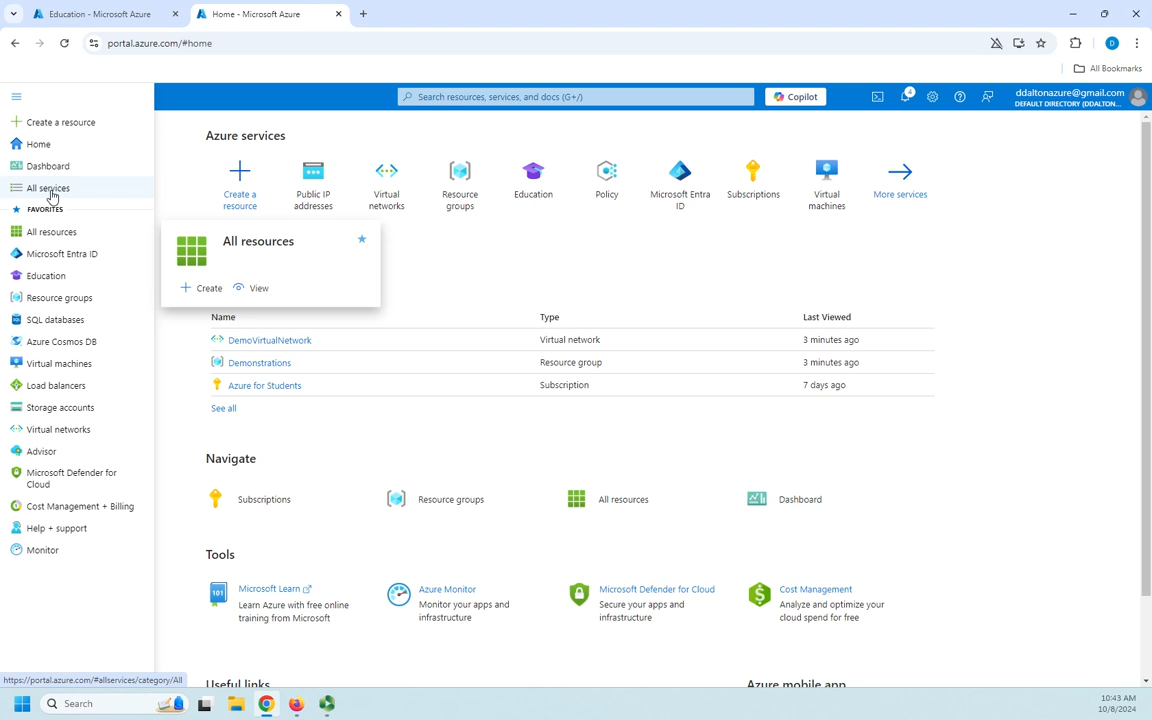 Education - Microsoft Azure
Home - Microsoft Azure
portal.azure.com/#home
All Bookmarks
D
Search resources, services, and docs (G+/)
Copilot
4
ddaltonazure@gmail.com
DEFAULT DIRECTORY (DDALTON...
Create a resource
Home
Dashboard
All services
FAVORITES
All resources
Microsoft Entra ID
Education
Resource groups
SQL databases
Azure Cosmos DB
Virtual machines
Load balancers
Storage accounts
Virtual networks
Advisor
Microsoft Defender for
Cloud
Cost Management + Billing
Help + support
Monitor
Azure services
Create a
resource
Public IP
addresses
Virtual
networks
Resource
groups
Education
Policy
Microsoft Entra
ID
Subscriptions
Virtual
machines
More services
All resources
Create
View
Name
Type
Last Viewed
DemoVirtualNetwork
Virtual network
3 minutes ago
Demonstrations
Resource group
3 minutes ago
Azure for Students
Subscription
7 days ago
See all
Navigate
Subscriptions
Resource groups
All resources
Dashboard
Tools
101
Microsoft Learn
Learn Azure with free online
training from Microsoft
Azure Monitor
Monitor your apps and
infrastructure
Microsoft Defender for Cloud
Secure your apps and
infrastructure
Cost Management
Analyze and optimize your
cloud spend for free
Useful links
Azure mobile app
https://portal.azure.com/#allservices/category/All
Search
10:43 AM
10/8/2024